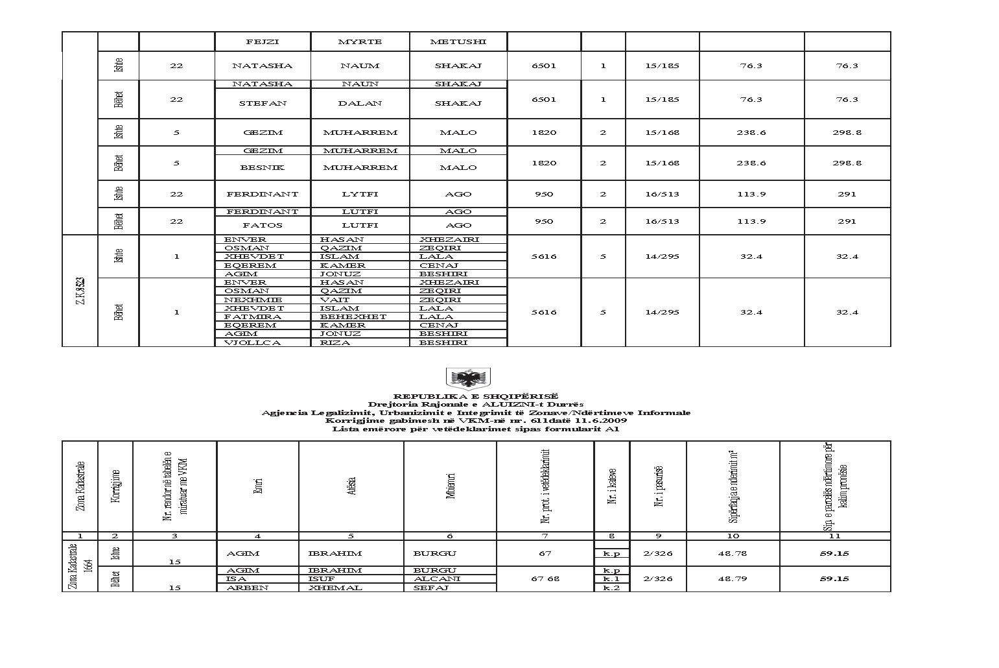 FEJZI MYRTE METUSHI
Ishte 22 NATASHA NAUM SHAKAJ 6501 1 15/185 76.3 76.3
Bëhet 22 NATASHA NAUN SHAKAJ 6501 1 15/185 76.3 76.3
STEFAN DALAN SHAKAJ
Ishte 5 GEZIM MUHARREM MALO 1820 2 15/168 238.6 298.8
Bëhet 5 GEZIM MUHARREM MALO 1820 2 15/168 238.6 298.8
BESNIK MUHARREM MALO
Ishte 22 FERDINANT LYTFI AGO 950 2 16/513 113.9 291
Bëhet 22 FERDINANT LUTFI AGO 950 2 16/513 113.9 291
FATOS LUTFI AGO
Z.K.8523
Ishte 1 ENVER HASAN XHEZAIRI 5616 5 14/295 32.4 32.4
OSMAN QAZIM ZEQIRI
XHEVDET ISLAM LALA
EQEREM KAMER CENAJ
AGIM JONUZ BESHIRI
Bëhet 1 ENVER HASAN XHEZAIRI 5616 5 14/295 32.4 32.4
OSMAN QAZIM ZEQIRI
NEXHMIE VAIT ZEQIRI
XHEVDET ISLAM LALA
FATMIRA BEHEXHET LALA
EQEREM KAMER CENAJ
AGIM JONUZ BESHIRI
VJOLLCA RIZA BESHIRI
REPUBLIKA E SHQIPËRISË
Drejtoria Rajonale e ALUIZNI-t Durrës
Agjencia Legalizimit, Urbanizimit e Integrimit të Zonave/Ndërtimeve Informale
Korrigjime gabimesh në VKM-në nr. 611datë 11.6.2009
Lista emërore për vetëdeklarimet sipas formularit A1
Zona Kadastrale
Korrigjime
Nr. rendor në tabelën e
miratuar me VKM
Emri
Atësia
Mbiemri
Nr. prot. i vetëdeklarimit
Nr. i kateve
Nr. i pasurisë
Sipërfaqja e ndërtimit m²
Sip. e parcelës ndërtimore për
kalim pronësie
1 2 3 4 5 6 7 8 9 10 11
Zona Kadastrale
1664
Ishte 15 AGIM IBRAHIM BURGU 67 k.p 2/326 48.78 59.15
Bëhet 15 AGIM IBRAHIM BURGU 67 68 k.p 2/326 48.79 59.15
ISA ISUF ALCANI k.1
ARBEN XHEMAL SEFAJ k.2